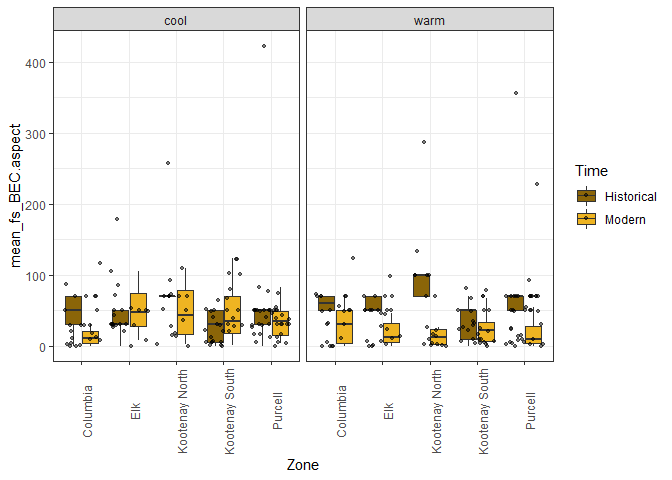 cool
warm
400
300
200
100
0
mean_fs_BEC.aspect
Columbia
Elk
Kootenay North
Kootenay South
Purcell
Columbia
Elk
Kootenay North
Kootenay South
Purcell
Zone
Time
Historical
Modern